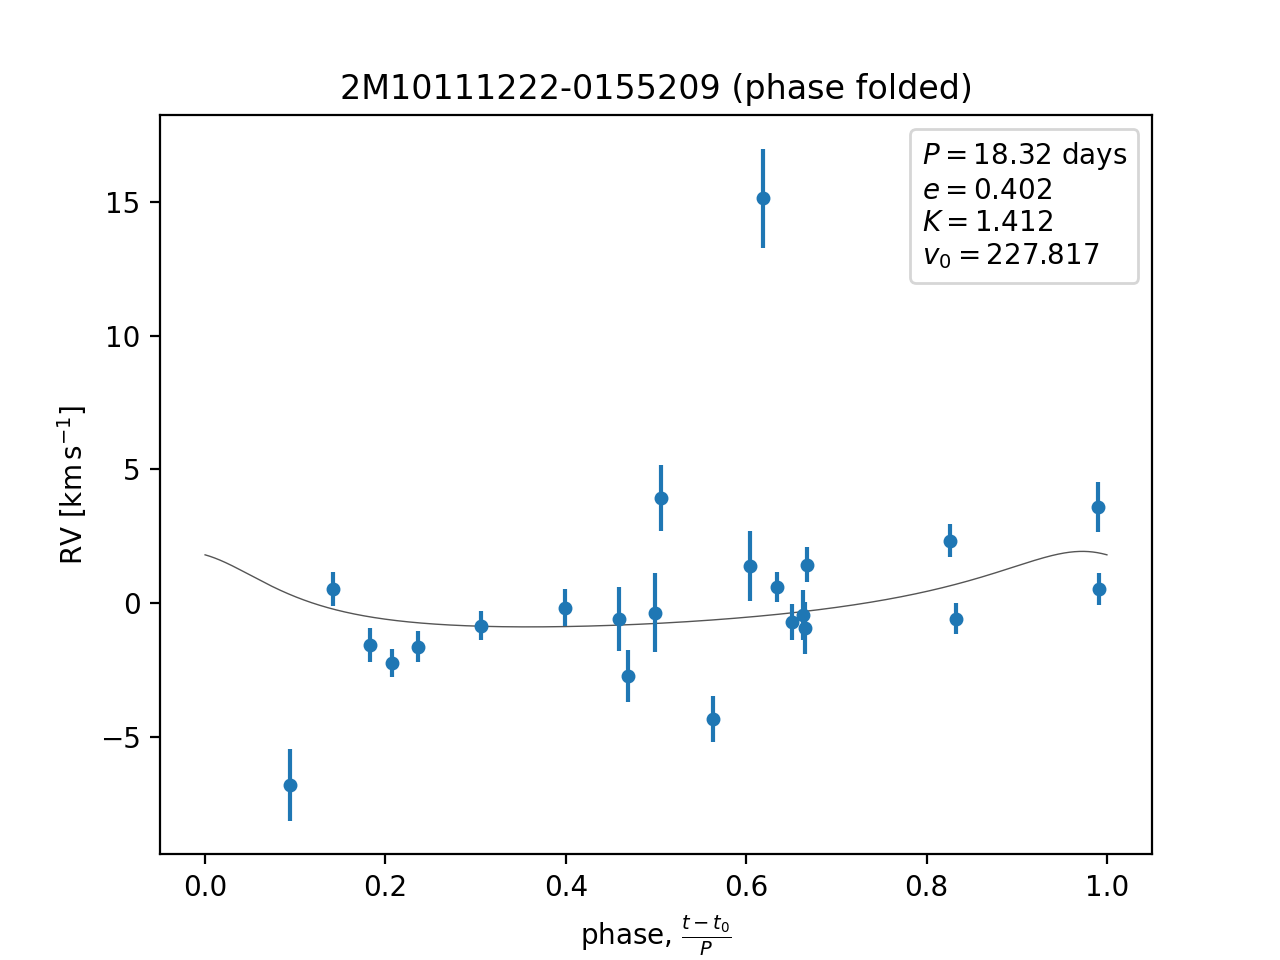 2M10111222-0155209 (phase folded)
P = 18.32 days
e = 0.402
K = 1.412
v₀ = 227.817
15
10
5
0
−5
RV [km s⁻¹]
0.0 0.2 0.4 0.6 0.8 1.0
phase, (t − t₀)/P